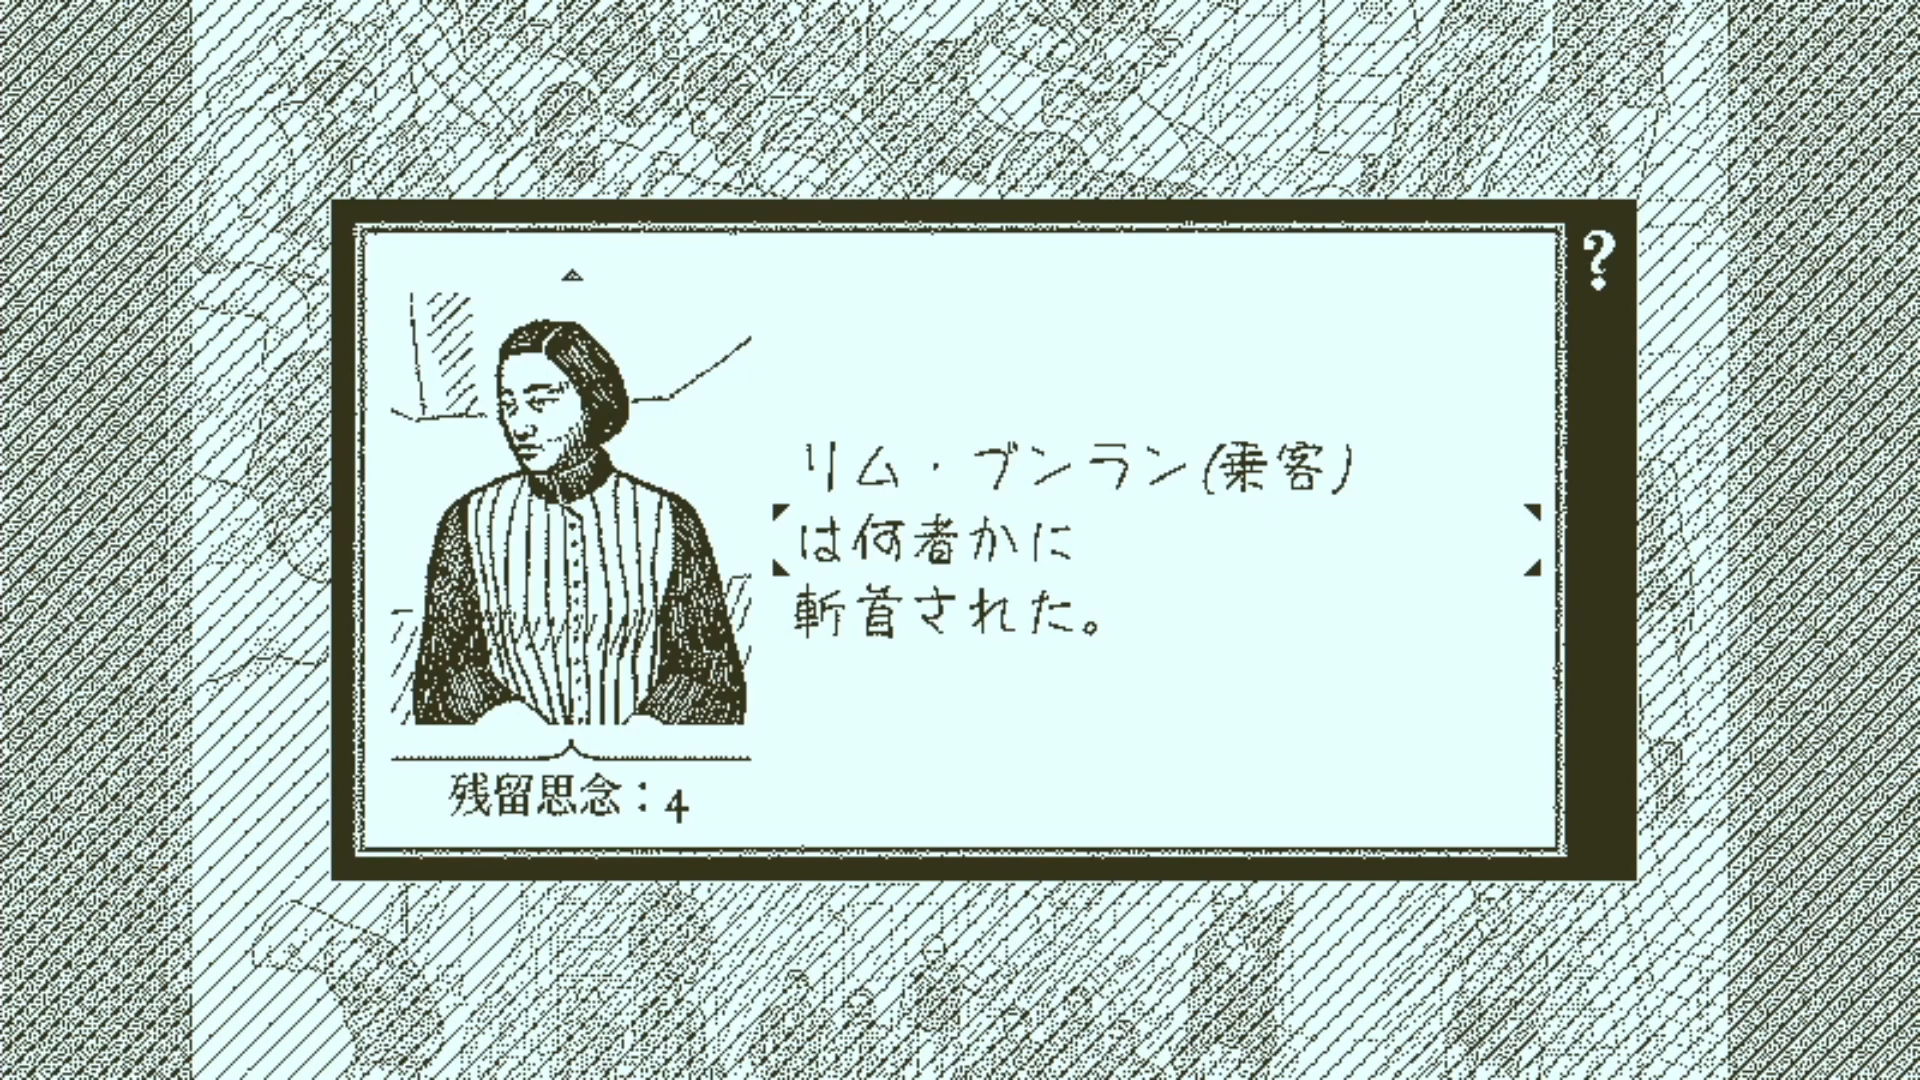 ?
リム・ブンラン(乗客)
は何者かに
斬首された。
残留思念:4